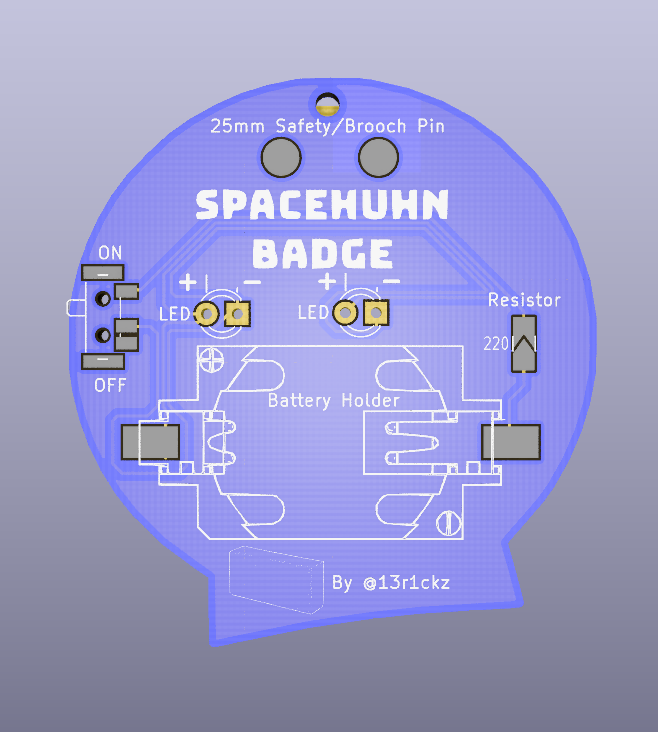 25mm Safety/Brooch Pin
SPACEHUHN
BADGE
ON
+ -
+ -
LED
LED
Resistor
220
OFF
Battery Holder
By @13r1ckz